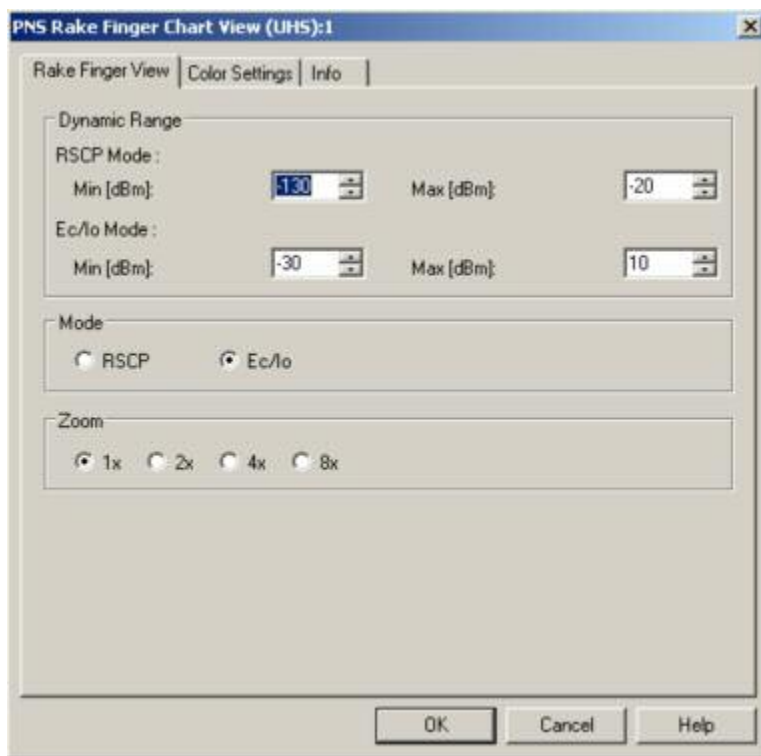 PNS Rake Finger Chart View (UHS):1
Rake Finger View Color Settings Info
Dynamic Range
RSCP Mode :
Min [dBm]: -130 Max [dBm]: -20
Ec/Io Mode :
Min [dBm]: -30 Max [dBm]: 10
Mode
RSCP Ec/Io
Zoom
1x 2x 4x 8x
OK Cancel Help